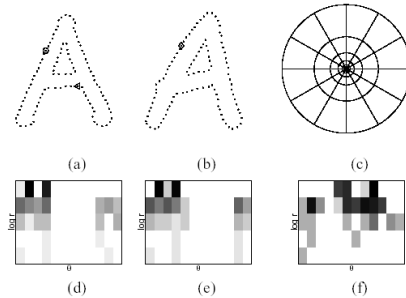 (a) (b) (c)
log r log r log r
θ θ θ
(d) (e) (f)